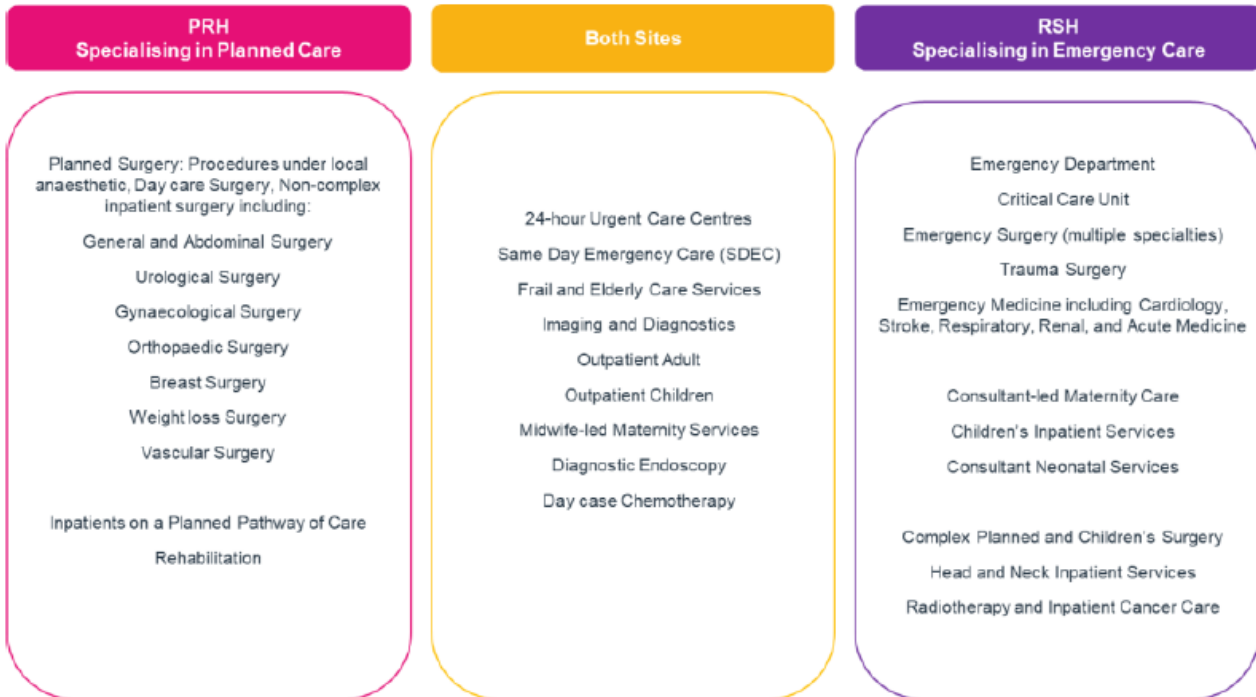 PRH
Specialising in Planned Care
Planned Surgery: Procedures under local
anaesthetic, Day care Surgery, Non-complex
inpatient surgery including:
General and Abdominal Surgery
Urological Surgery
Gynaecological Surgery
Orthopaedic Surgery
Breast Surgery
Weight loss Surgery
Vascular Surgery
Inpatients on a Planned Pathway of Care
Rehabilitation
Both Sites
24-hour Urgent Care Centres
Same Day Emergency Care (SDEC)
Frail and Elderly Care Services
Imaging and Diagnostics
Outpatient Adult
Outpatient Children
Midwife-led Maternity Services
Diagnostic Endoscopy
Day case Chemotherapy
RSH
Specialising in Emergency Care
Emergency Department
Critical Care Unit
Emergency Surgery (multiple specialties)
Trauma Surgery
Emergency Medicine including Cardiology,
Stroke, Respiratory, Renal, and Acute Medicine
Consultant-led Maternity Care
Children's Inpatient Services
Consultant Neonatal Services
Complex Planned and Children's Surgery
Head and Neck Inpatient Services
Radiotherapy and Inpatient Cancer Care